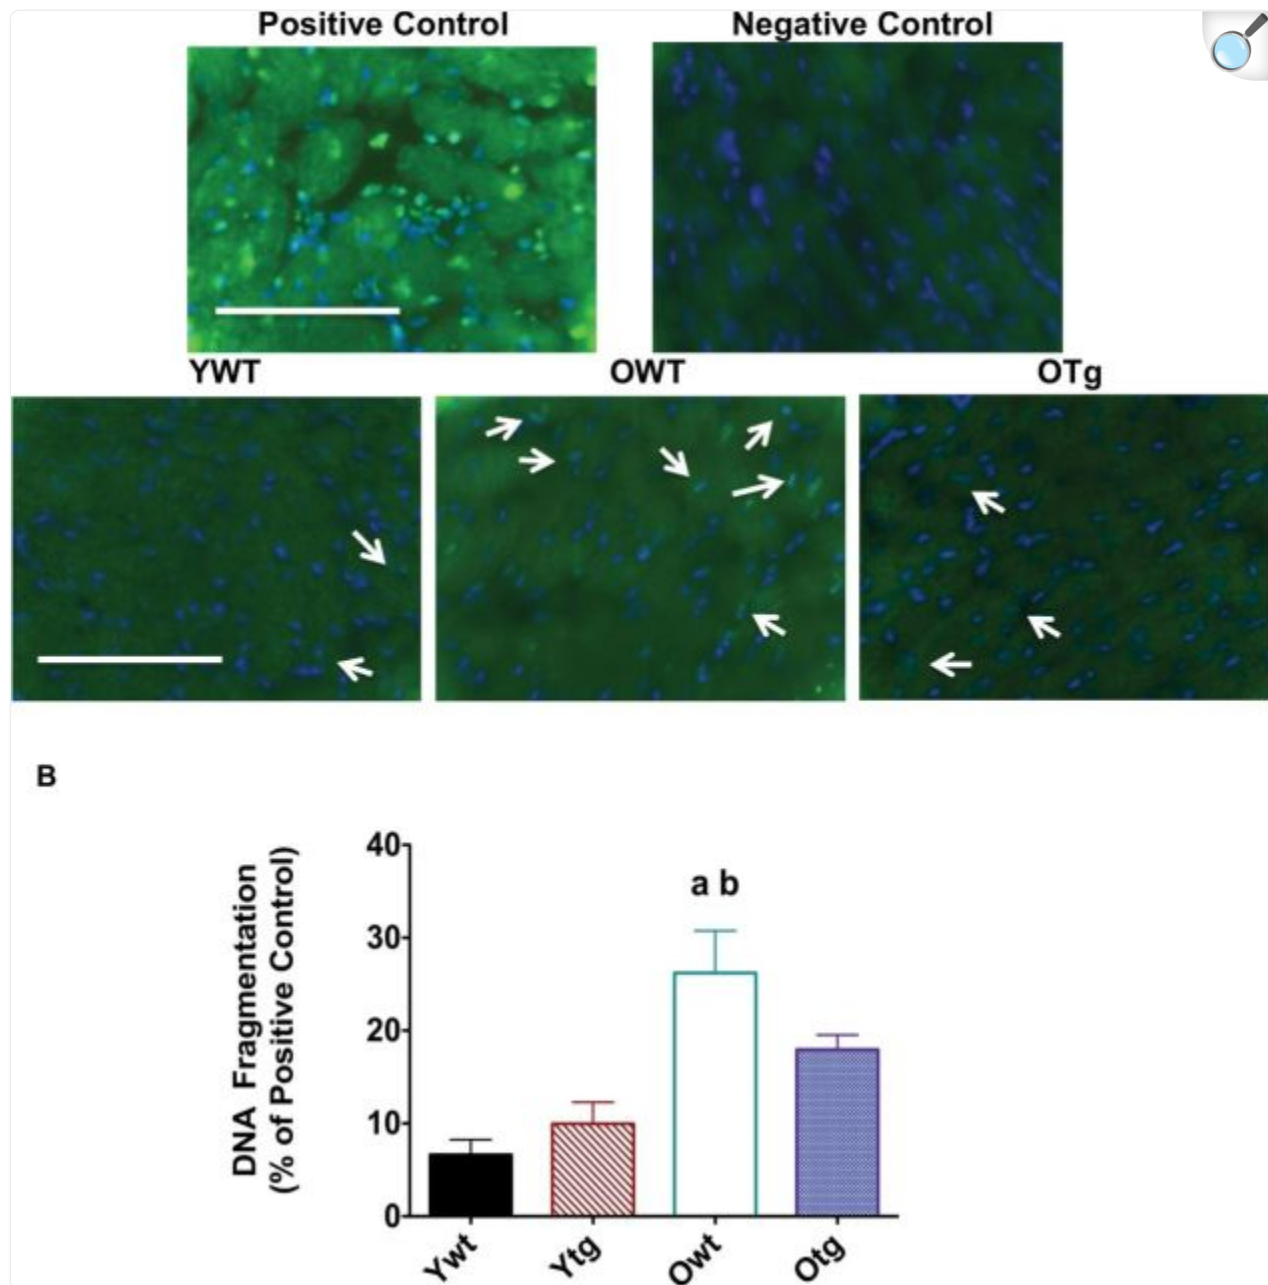 Positive Control Negative Control
YWT OWT OTg
B
DNA Fragmentation
(% of Positive Control)
40
30
20
10
0
a b
Ywt Ytg Owt Otg